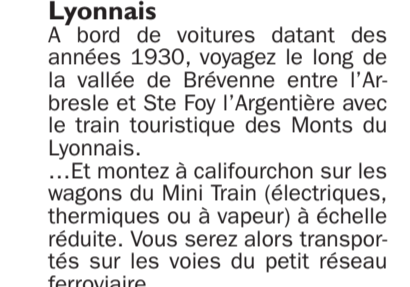 Lyonnais
A bord de voitures datant des
années 1930, voyagez le long de
la vallée de Brévenne entre l'Ar-
bresle et Ste Foy l'Argentière avec
le train touristique des Monts du
Lyonnais.
...Et montez à califourchon sur les
wagons du Mini Train (électriques,
thermiques ou à vapeur) à échelle
réduite. Vous serez alors transpor-
tés sur les voies du petit réseau
ferroviaire